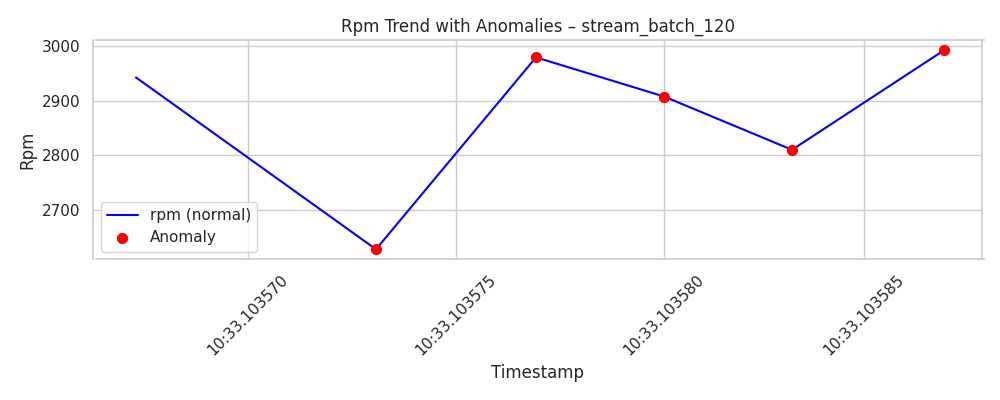 Rpm Trend with Anomalies – stream_batch_120
3000
2900
2800
2700
Rpm
rpm (normal)
Anomaly
10:33.103570
10:33.103575
10:33.103580
10:33.103585
Timestamp